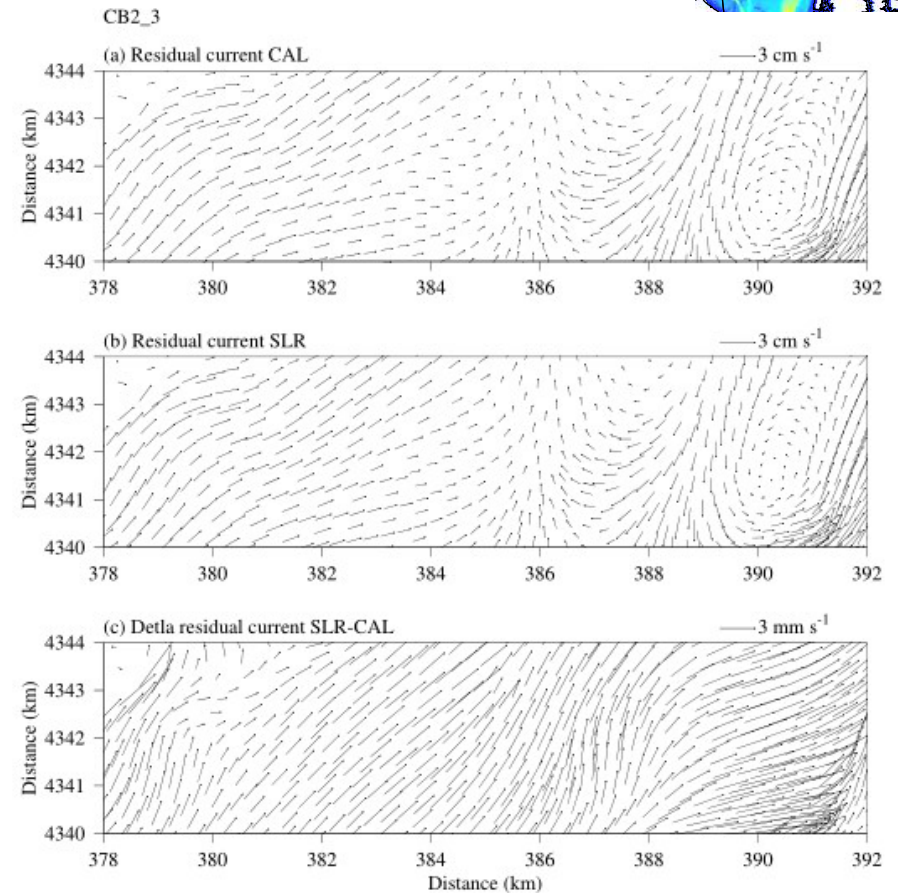 CB2_3
(a) Residual current CAL 3 cm s-1
4344
4343
4342
4341
4340
Distance (km)
378 380 382 384 386 388 390 392
(b) Residual current SLR 3 cm s-1
4344
4343
4342
4341
4340
Distance (km)
378 380 382 384 386 388 390 392
(c) Detla residual current SLR-CAL 3 mm s-1
4344
4343
4342
4341
4340
Distance (km)
378 380 382 384 386 388 390 392
Distance (km)